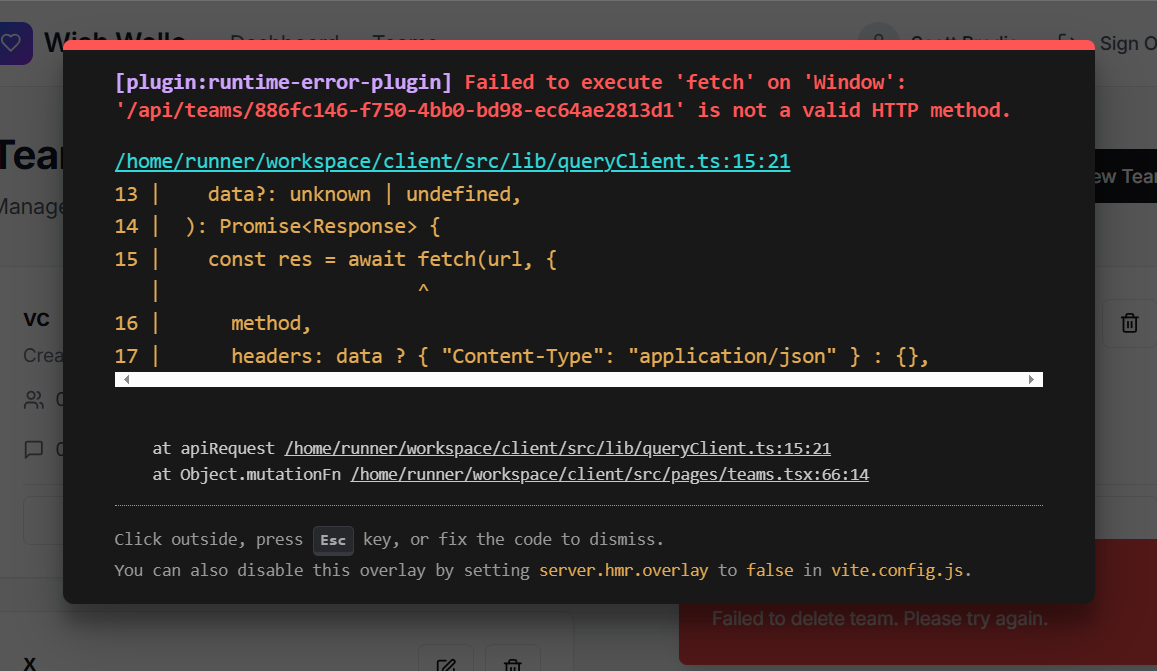 Dashboard Teams
Sign O
[plugin:runtime-error-plugin] Failed to execute 'fetch' on 'Window':
'/api/teams/886fc146-f750-4bb0-bd98-ec64ae2813d1' is not a valid HTTP method.
Tea
ew Tear
Manage
/home/runner/workspace/client/src/lib/queryClient.ts:15:21
13 | data?: unknown | undefined,
14 | ): Promise<Response> {
15 | const res = await fetch(url, {
| ^
16 | method,
17 | headers: data ? { "Content-Type": "application/json" } : {},
vc
Crea
0
0
at apiRequest /home/runner/workspace/client/src/lib/queryClient.ts:15:21
at Object.mutationFn /home/runner/workspace/client/src/pages/teams.tsx:66:14
Click outside, press Esc key, or fix the code to dismiss.
You can also disable this overlay by setting server.hmr.overlay to false in vite.config.js.
Failed to delete team. Please try again.
x